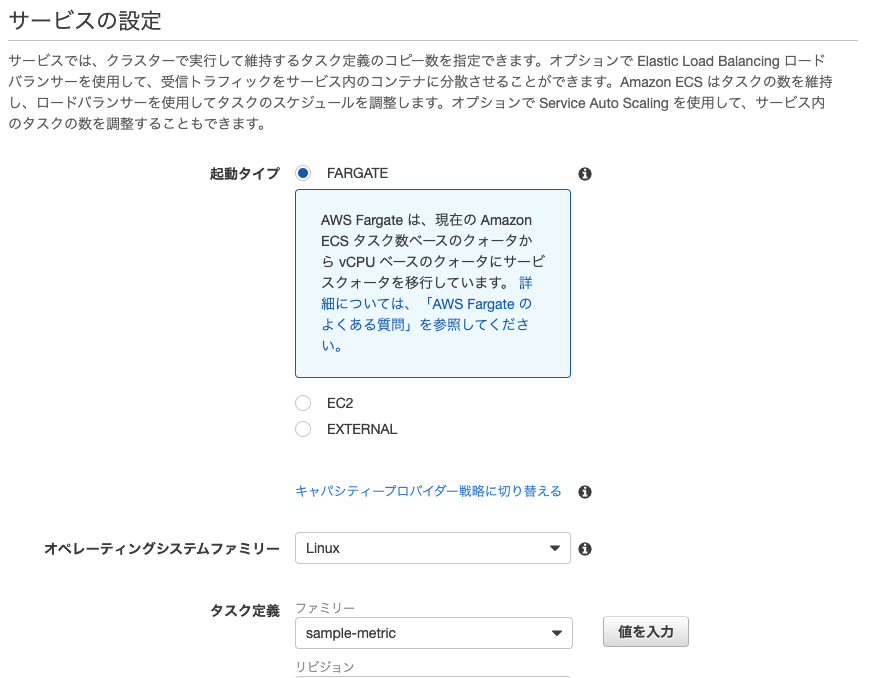 サービスの設定
サービスでは、クラスターで実行して維持するタスク定義のコピー数を指定できます。オプションで Elastic Load Balancing ロード
バランサーを使用して、受信トラフィックをサービス内のコンテナに分散させることができます。Amazon ECS はタスクの数を維持
し、ロードバランサーを使用してタスクのスケジュールを調整します。オプションで Service Auto Scaling を使用して、サービス内
のタスクの数を調整することもできます。
起動タイプ FARGATE
AWS Fargate は、現在の Amazon
ECS タスク数ベースのクォータか
ら vCPU ベースのクォータにサービ
スクォータを移行しています。 詳
細については、「AWS Fargate の
よくある質問」を参照してくださ
い。
EC2
EXTERNAL
キャパシティープロバイダー戦略に切り替える
オペレーティングシステムファミリー Linux
タスク定義 ファミリー
sample-metric 値を入力
リビジョン